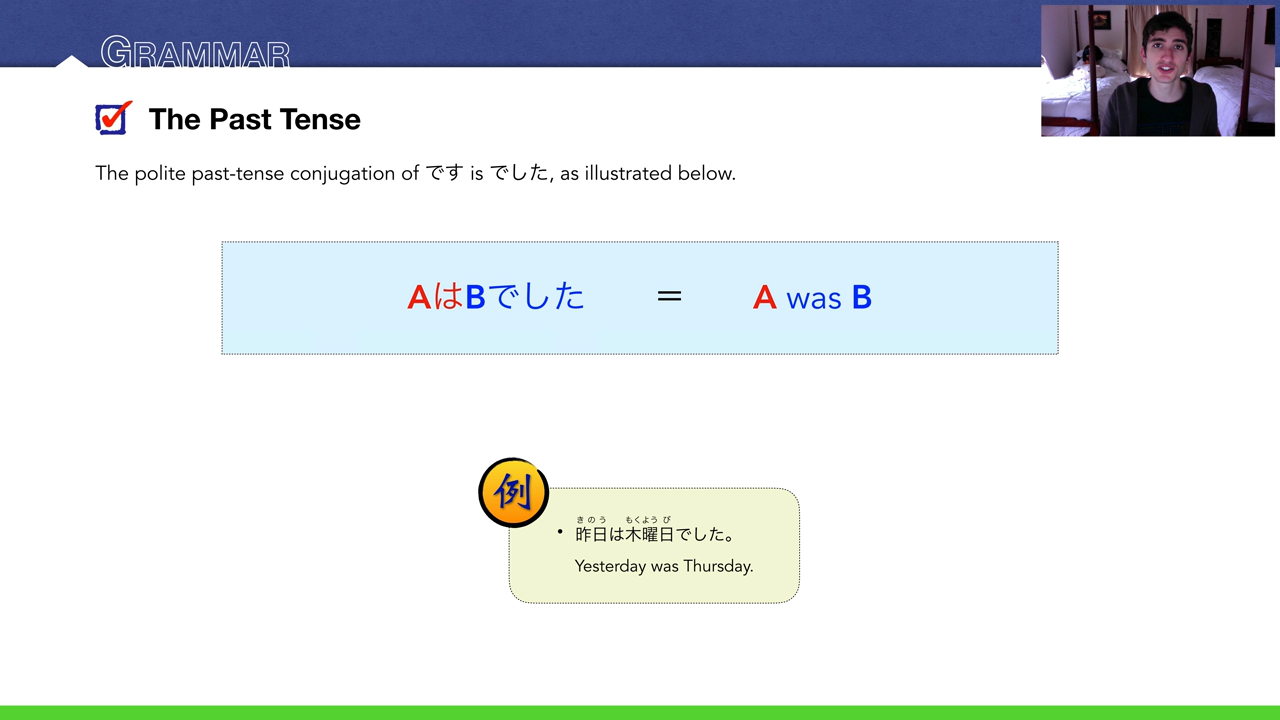 GRAMMAR
The Past Tense
The polite past-tense conjugation of です is でした, as illustrated below.
AはBでした = A was B
例
きのう もくようび
• 昨日は木曜日でした。
Yesterday was Thursday.